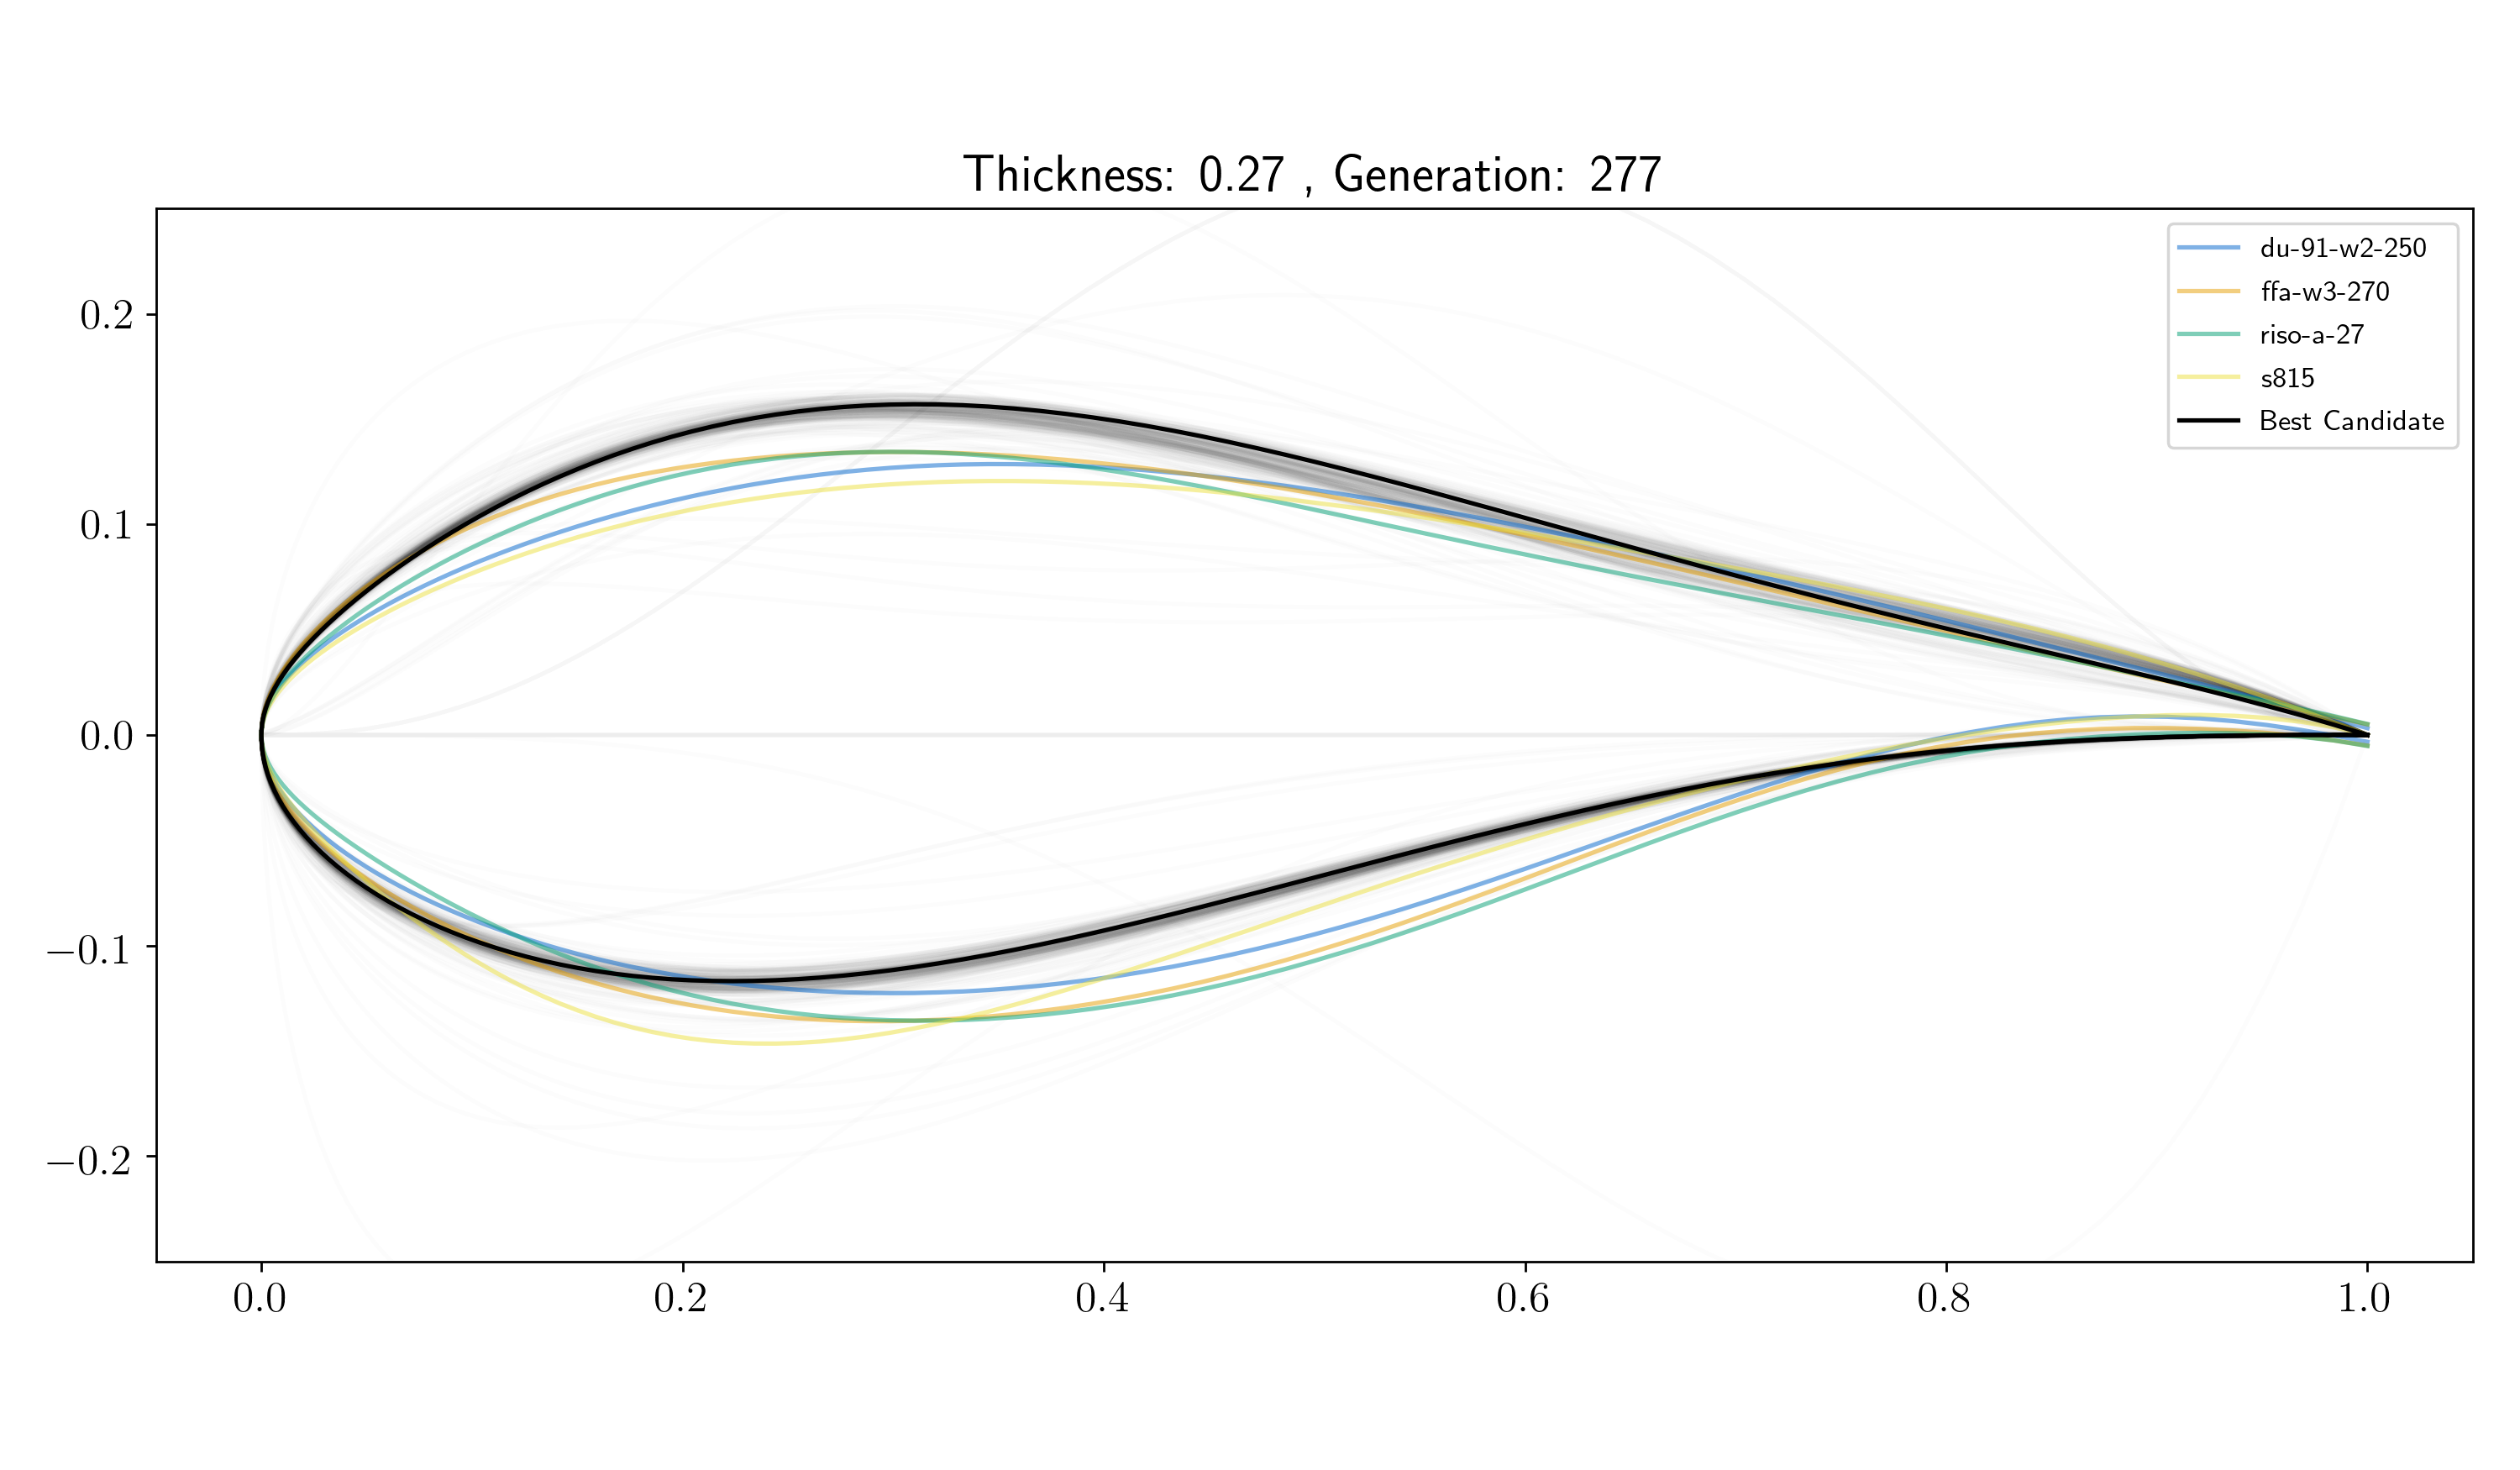 Thickness: 0.27 , Generation: 277
du-91-w2-250
ffa-w3-270
riso-a-27
s815
Best Candidate
0.2
0.1
0.0
−0.1
−0.2
0.0 0.2 0.4 0.6 0.8 1.0